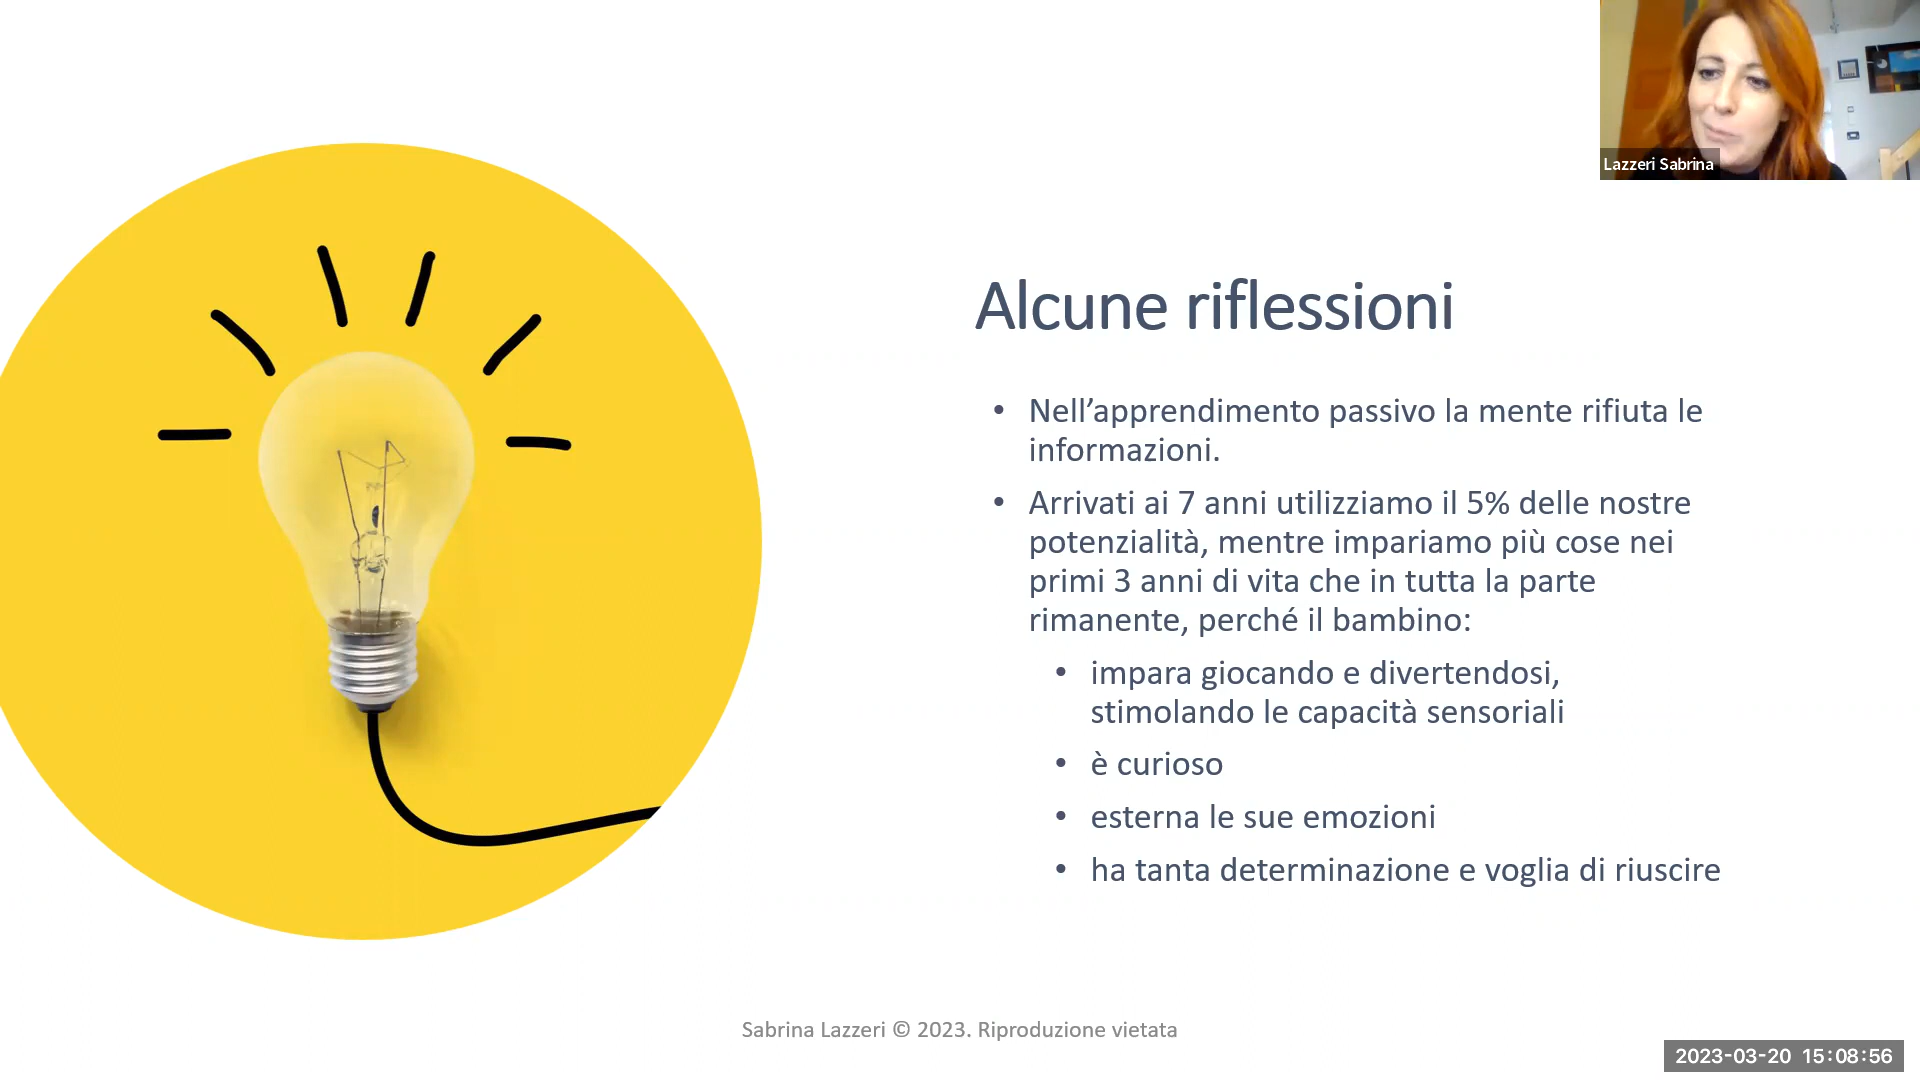 Lazzeri Sabrina
Alcune riflessioni
• Nell’apprendimento passivo la mente rifiuta le
informazioni.
• Arrivati ai 7 anni utilizziamo il 5% delle nostre
potenzialità, mentre impariamo più cose nei
primi 3 anni di vita che in tutta la parte
rimanente, perché il bambino:
• impara giocando e divertendosi,
stimolando le capacità sensoriali
• è curioso
• esterna le sue emozioni
• ha tanta determinazione e voglia di riuscire
Sabrina Lazzeri © 2023. Riproduzione vietata
2023-03-20 15:08:56